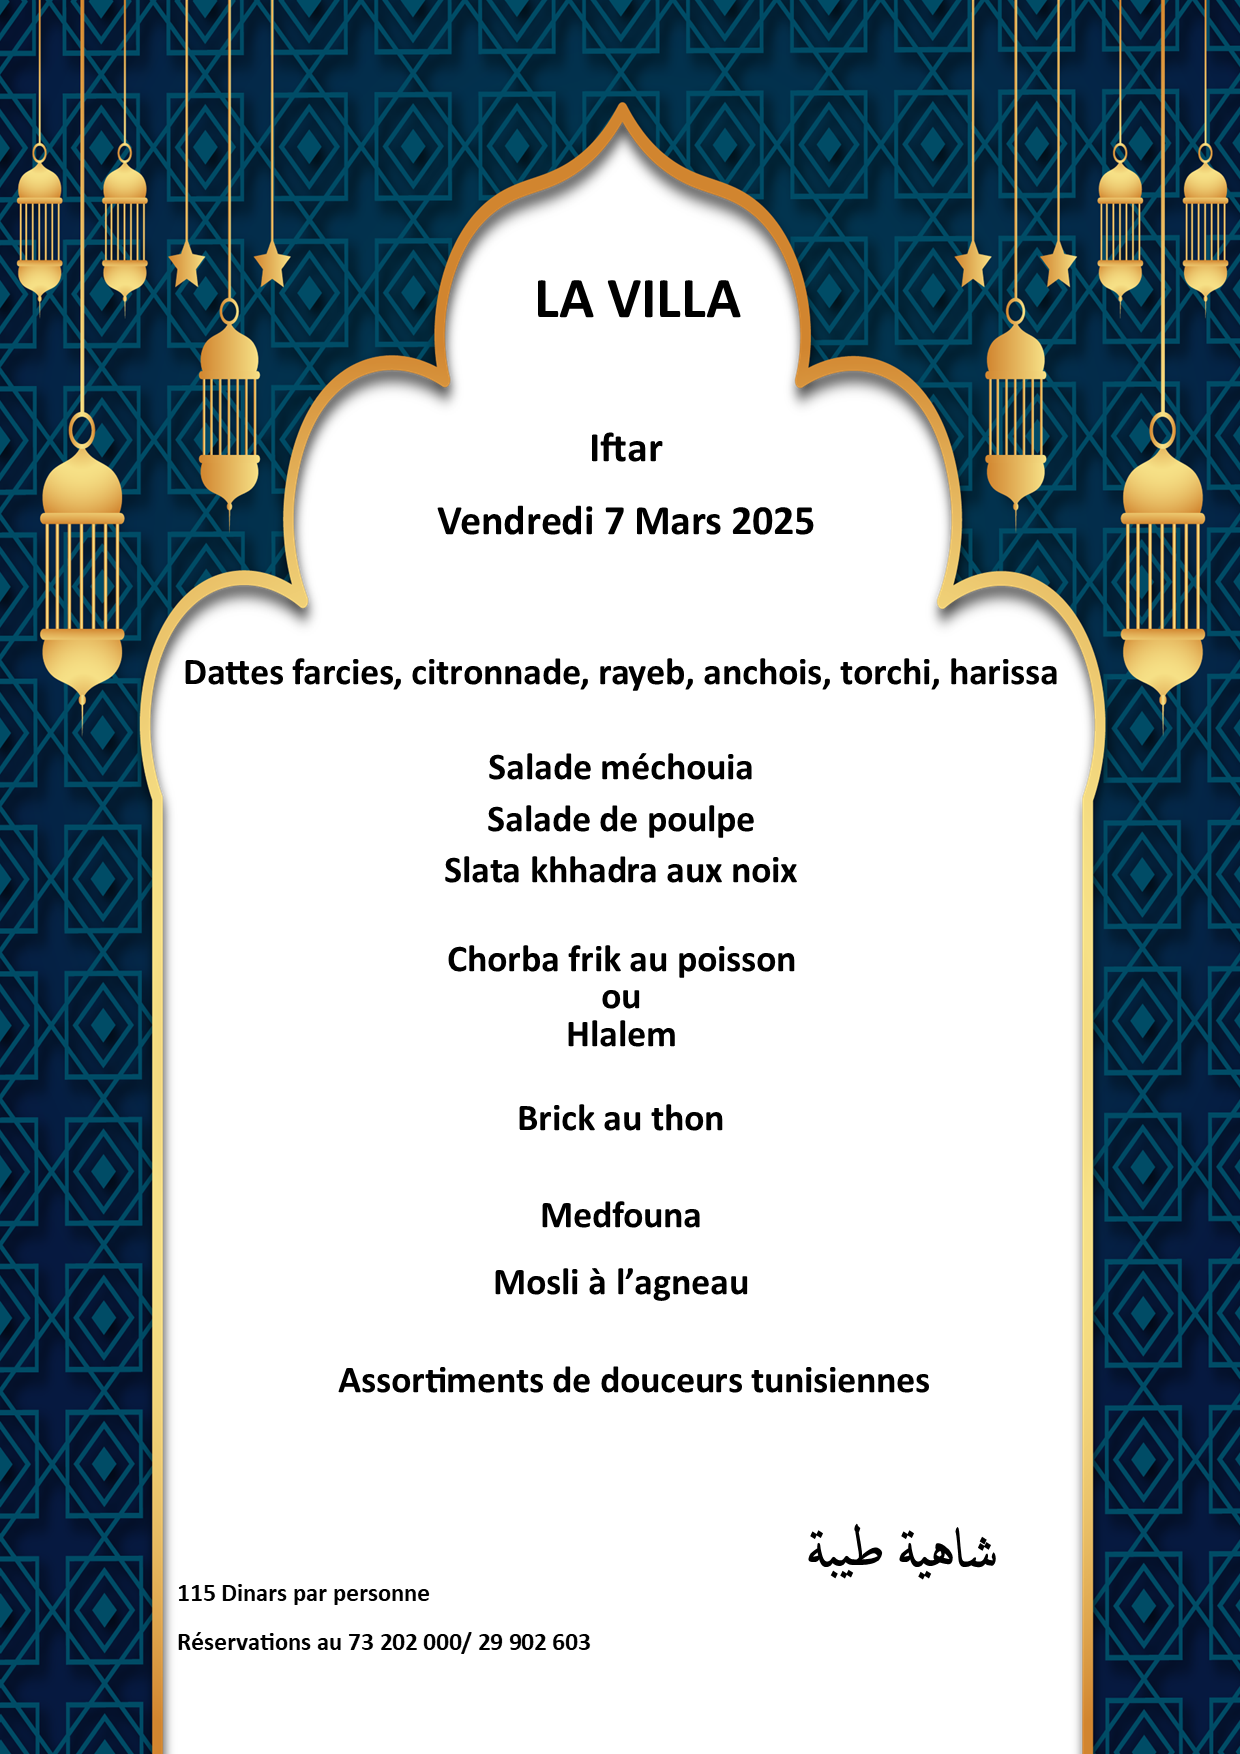 LA VILLA
Iftar
Vendredi 7 Mars 2025
Dattes farcies, citronnade, rayeb, anchois, torchi, harissa
Salade méchouia
Salade de poulpe
Slata khhadra aux noix
Chorba frik au poisson
ou
Hlalem
Brick au thon
Medfouna
Mosli à l’agneau
Assortiments de douceurs tunisiennes
شاهية طيبة
115 Dinars par personne
Réservations au 73 202 000/ 29 902 603